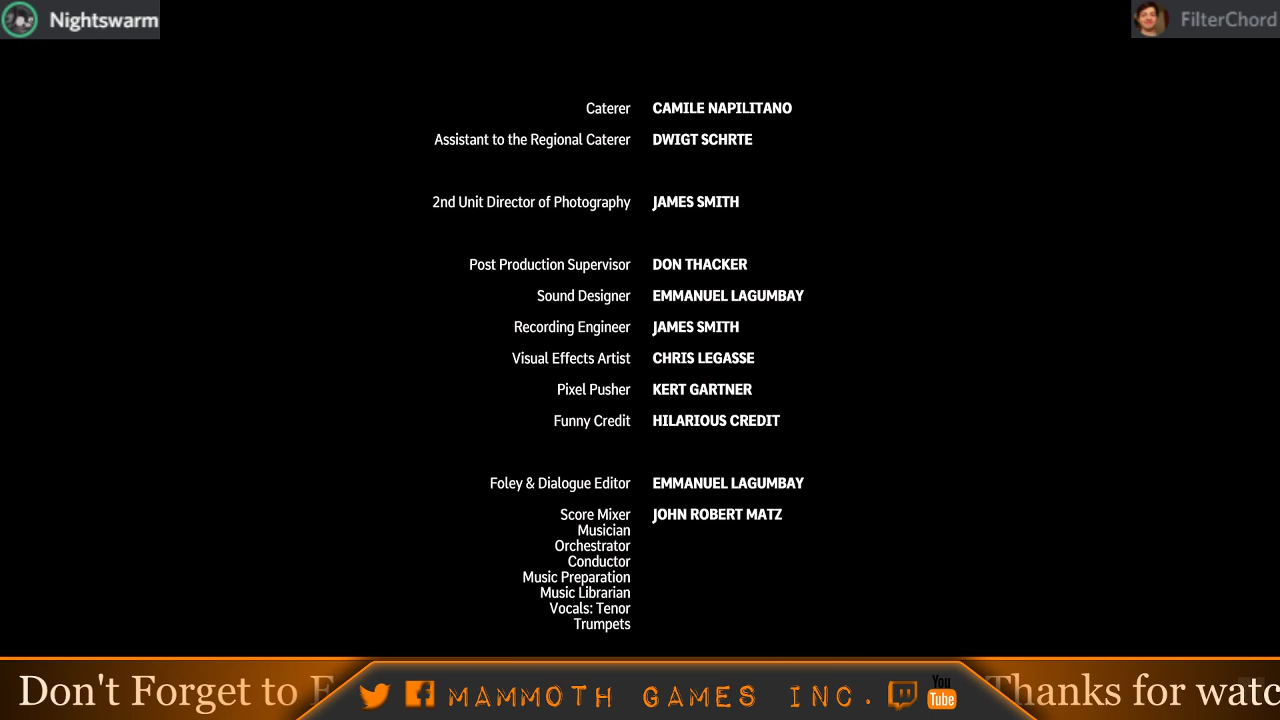 Nightswarm
FilterChord
Caterer CAMILE NAPILITANO
Assistant to the Regional Caterer DWIGT SCHRTE
2nd Unit Director of Photography JAMES SMITH
Post Production Supervisor DON THACKER
Sound Designer EMMANUEL LAGUMBAY
Recording Engineer JAMES SMITH
Visual Effects Artist CHRIS LEGASSE
Pixel Pusher KERT GARTNER
Funny Credit HILARIOUS CREDIT
Foley & Dialogue Editor EMMANUEL LAGUMBAY
Score Mixer JOHN ROBERT MATZ
Musician
Orchestrator
Conductor
Music Preparation
Music Librarian
Vocals: Tenor
Trumpets
Don't Forget to
MAMMOTH GAMES INC.
You
Tube
Thanks for watc